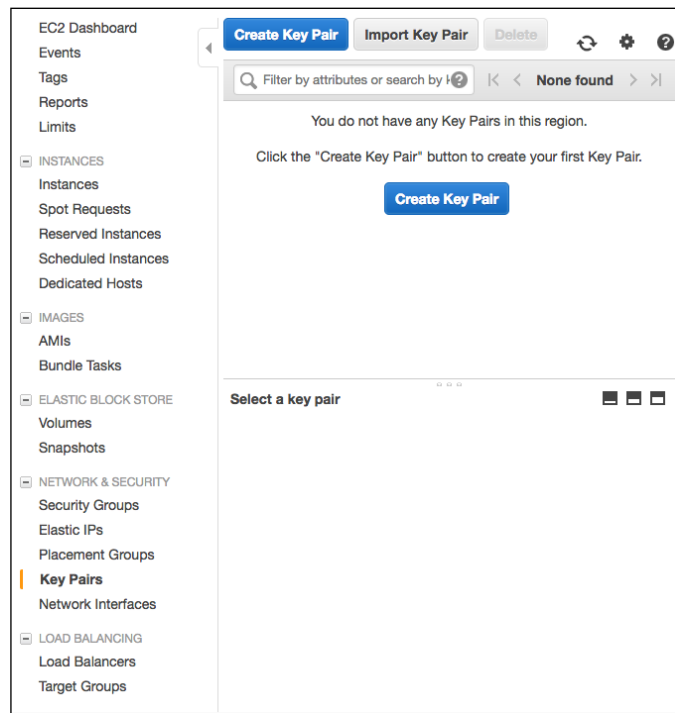 EC2 Dashboard
Events
Tags
Reports
Limits
INSTANCES
Instances
Spot Requests
Reserved Instances
Scheduled Instances
Dedicated Hosts
IMAGES
AMIs
Bundle Tasks
ELASTIC BLOCK STORE
Volumes
Snapshots
NETWORK & SECURITY
Security Groups
Elastic IPs
Placement Groups
Key Pairs
Network Interfaces
LOAD BALANCING
Load Balancers
Target Groups
Create Key Pair Import Key Pair Delete
Filter by attributes or search by None found
You do not have any Key Pairs in this region.
Click the "Create Key Pair" button to create your first Key Pair.
Create Key Pair
Select a key pair